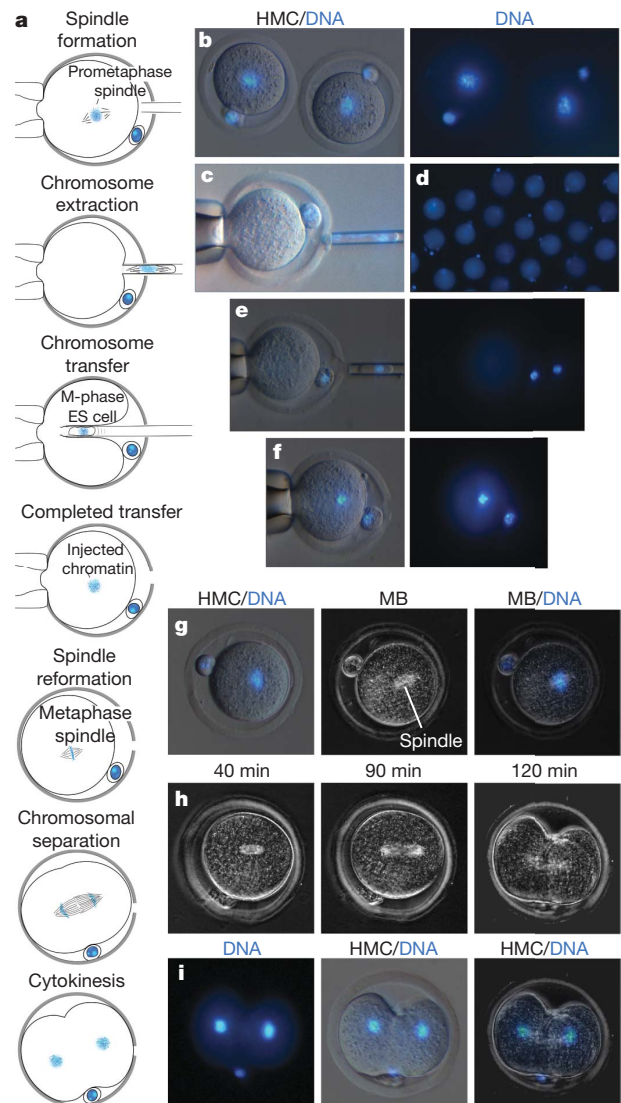 a
Spindle
formation
Prometaphase
spindle
Chromosome
extraction
Chromosome
transfer
M-phase
ES cell
Completed transfer
Injected
chromatin
Spindle
reformation
Metaphase
spindle
Chromosomal
separation
Cytokinesis
HMC/DNA
DNA
b
c
d
e
f
HMC/DNA
MB
MB/DNA
g
Spindle
40 min
90 min
120 min
h
DNA
HMC/DNA
HMC/DNA
i